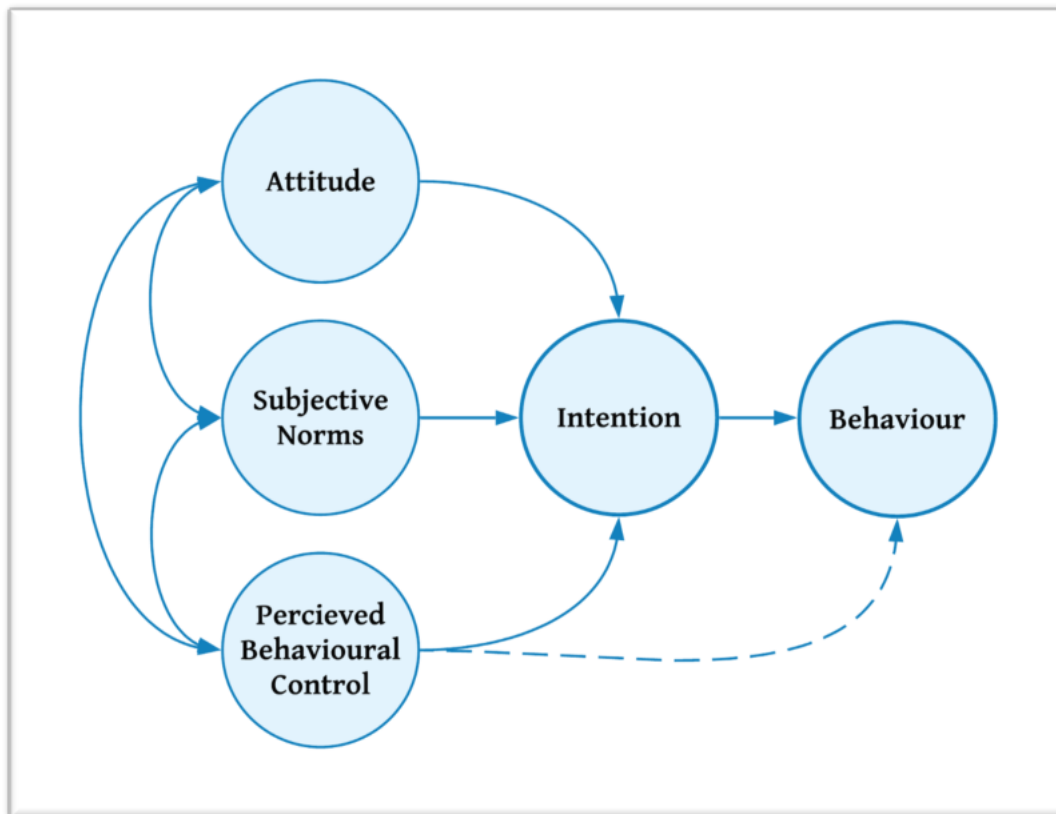 Attitude
Subjective
Norms
Intention
Behaviour
Percieved
Behavioural
Control